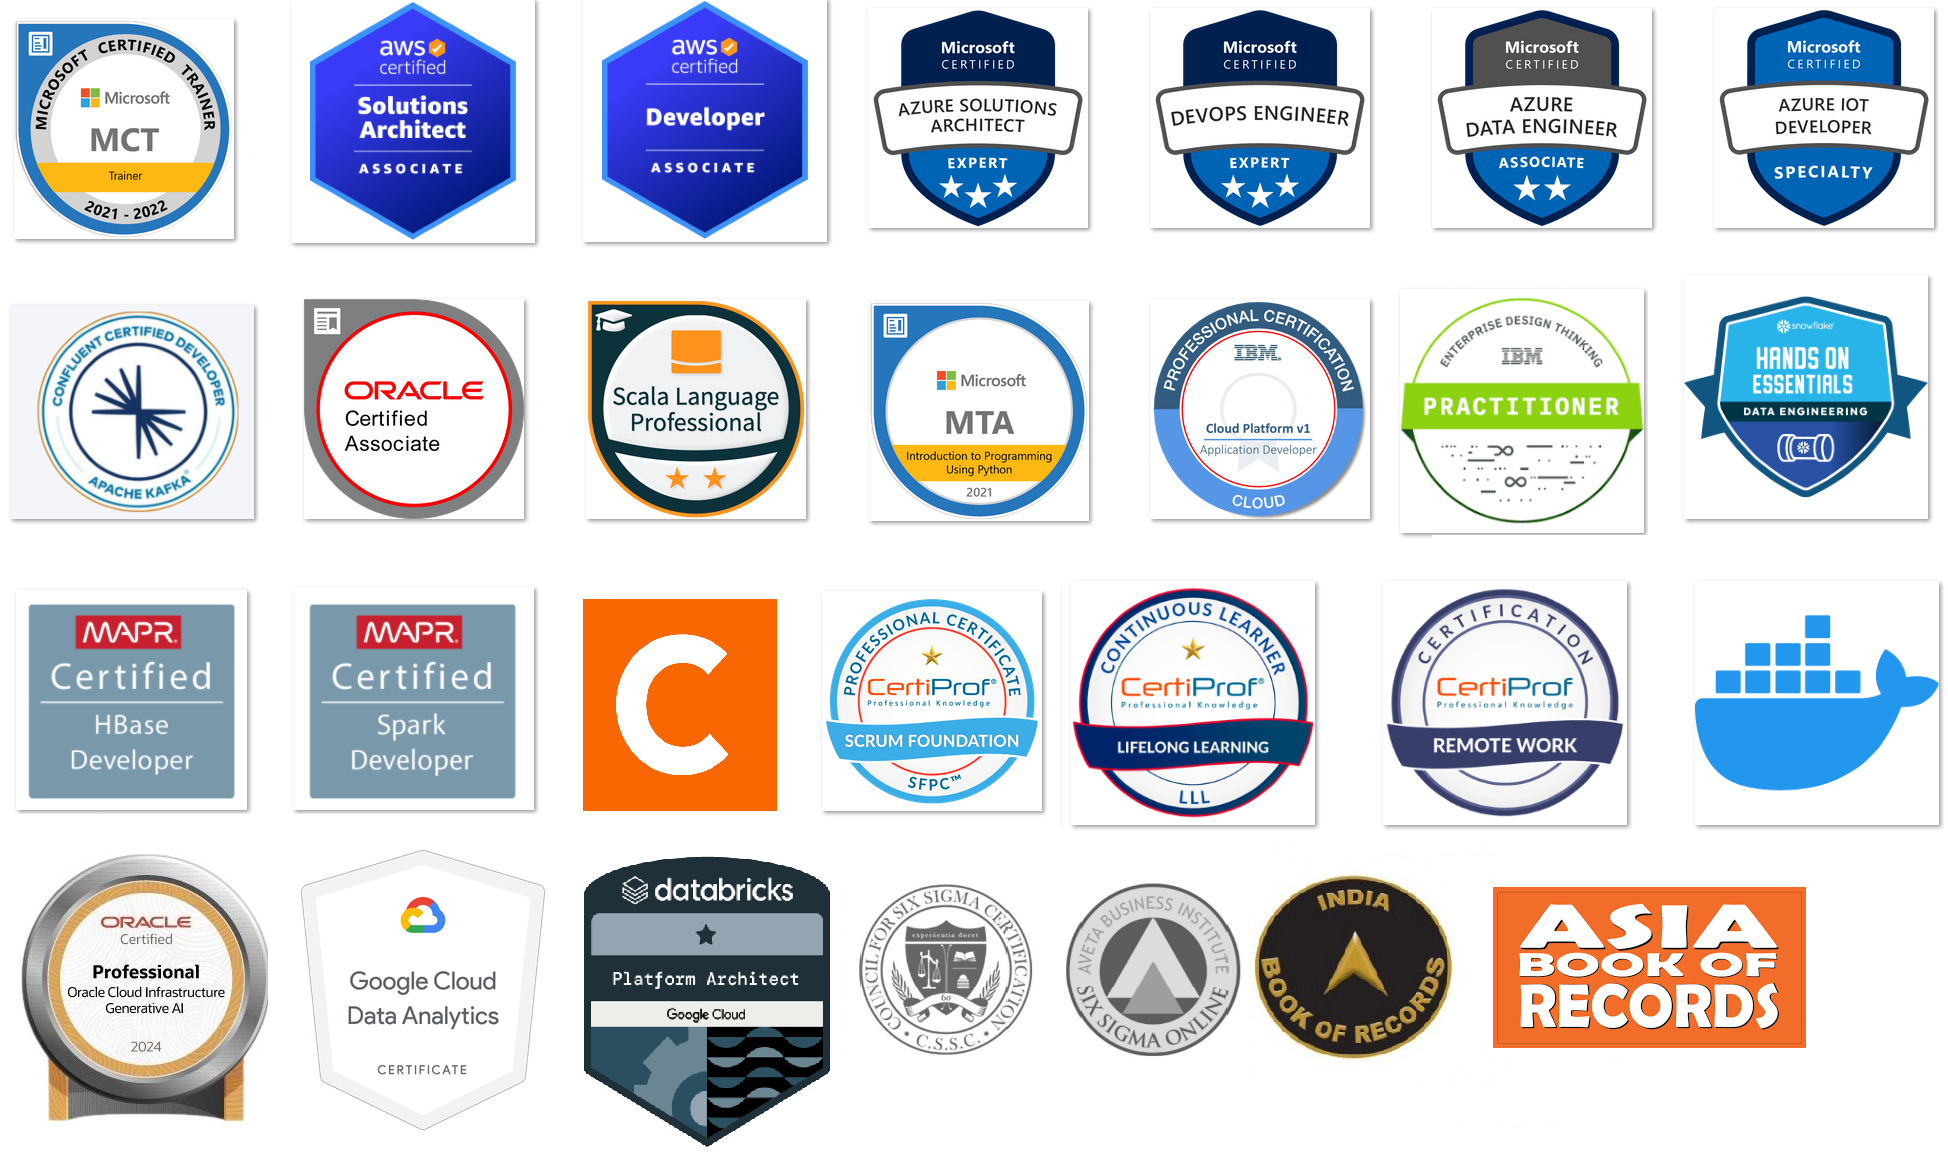 MICROSOFT CERTIFIED TRAINER
Microsoft
MCT
Trainer
2021 - 2022
aws
certified
Solutions
Architect
ASSOCIATE
aws
certified
Developer
ASSOCIATE
Microsoft
CERTIFIED
AZURE SOLUTIONS
ARCHITECT
EXPERT
Microsoft
CERTIFIED
DEVOPS ENGINEER
EXPERT
Microsoft
CERTIFIED
AZURE
DATA ENGINEER
ASSOCIATE
Microsoft
CERTIFIED
AZURE IOT
DEVELOPER
SPECIALTY
CONFLUENT CERTIFIED DEVELOPER
APACHE KAFKA®
ORACLE
Certified
Associate
Scala Language
Professional
Microsoft
MTA
Introduction to Programming
Using Python
2021
PROFESSIONAL CERTIFICATION
IBM.
Cloud Platform v1
Application Developer
CLOUD
ENTERPRISE DESIGN THINKING
IBM
PRACTITIONER
snowflake®
HANDS ON
ESSENTIALS
DATA ENGINEERING
MAPR.
Certified
HBase
Developer
MAPR.
Certified
Spark
Developer
C
PROFESSIONAL CERTIFICATE
CertiProf®
Professional Knowledge
SCRUM FOUNDATION
SFPC™
CONTINUOUS LEARNER
CertiProf®
Professional Knowledge
LIFELONG LEARNING
LLL
CERTIFICATION
CertiProf
Professional Knowledge
REMOTE WORK
ORACLE
Certified
Professional
Oracle Cloud Infrastructure
Generative AI
2024
Google Cloud
Data Analytics
CERTIFICATE
databricks
Platform Architect
Google Cloud
COUNCIL FOR SIX SIGMA CERTIFICATION
experientia docet
6σ
• C.S.S.C. •
AVETA BUSINESS INSTITUTE
SIX SIGMA ONLINE
INDIA
BOOK OF RECORDS
ASIA
BOOK OF
RECORDS